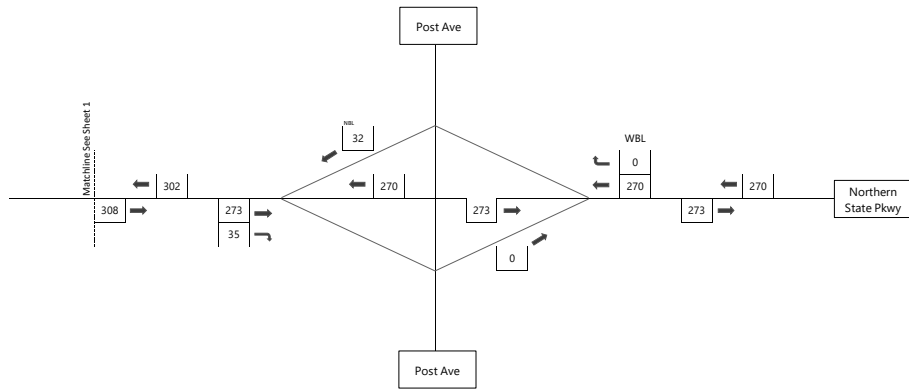 Post Ave
Matchline See Sheet 1
NBL
32
WBL
0
302
270
270
270
308
273
273
273
35
0
Northern
State Pkwy
Post Ave